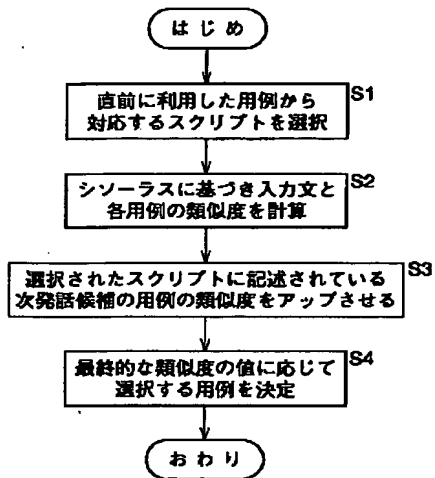 はじめ
S1
直前に利用した用例から
対応するスクリプトを選択
S2
シソーラスに基づき入力文と
各用例の類似度を計算
S3
選択されたスクリプトに記述されている
次発話候補の用例の類似度をアップさせる
S4
最終的な類似度の値に応じて
選択する用例を決定
おわり